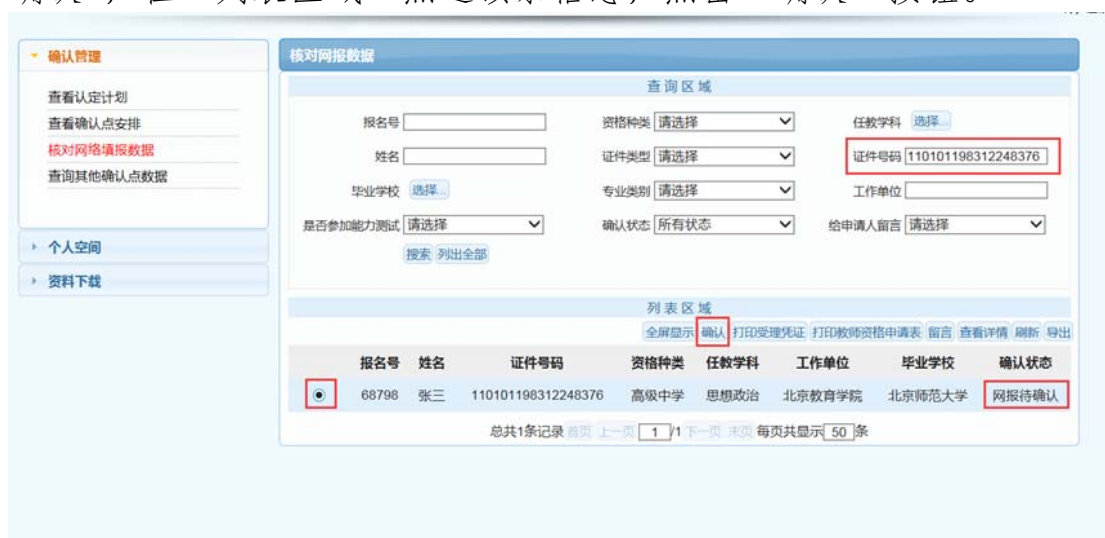 核对网报数据
确认管理
查询区域
查看认定计划
查看确认点安排
核对网络填报数据
查询其他确认点数据
个人空间
资料下载
报名号 资格种类 请选择 任教学科 选择...
姓名 证件类型 请选择 证件号码 110101198312248376
毕业学校 选择... 专业类别 请选择 工作单位
是否参加能力测试 请选择 确认状态 所有状态 给申请人留言 请选择
搜索 列出全部
列表区域
全屏显示 确认 打印受理凭证 打印教师资格申请表 留言 查看详情 刷新 导出
报名号 姓名 证件号码 资格种类 任教学科 工作单位 毕业学校 确认状态
68798 张三 110101198312248376 高级中学 思想政治 北京教育学院 北京师范大学 网报待确认
总共1条记录 首页 上一页 1 /1 下一页 末页 每页共显示 50 条